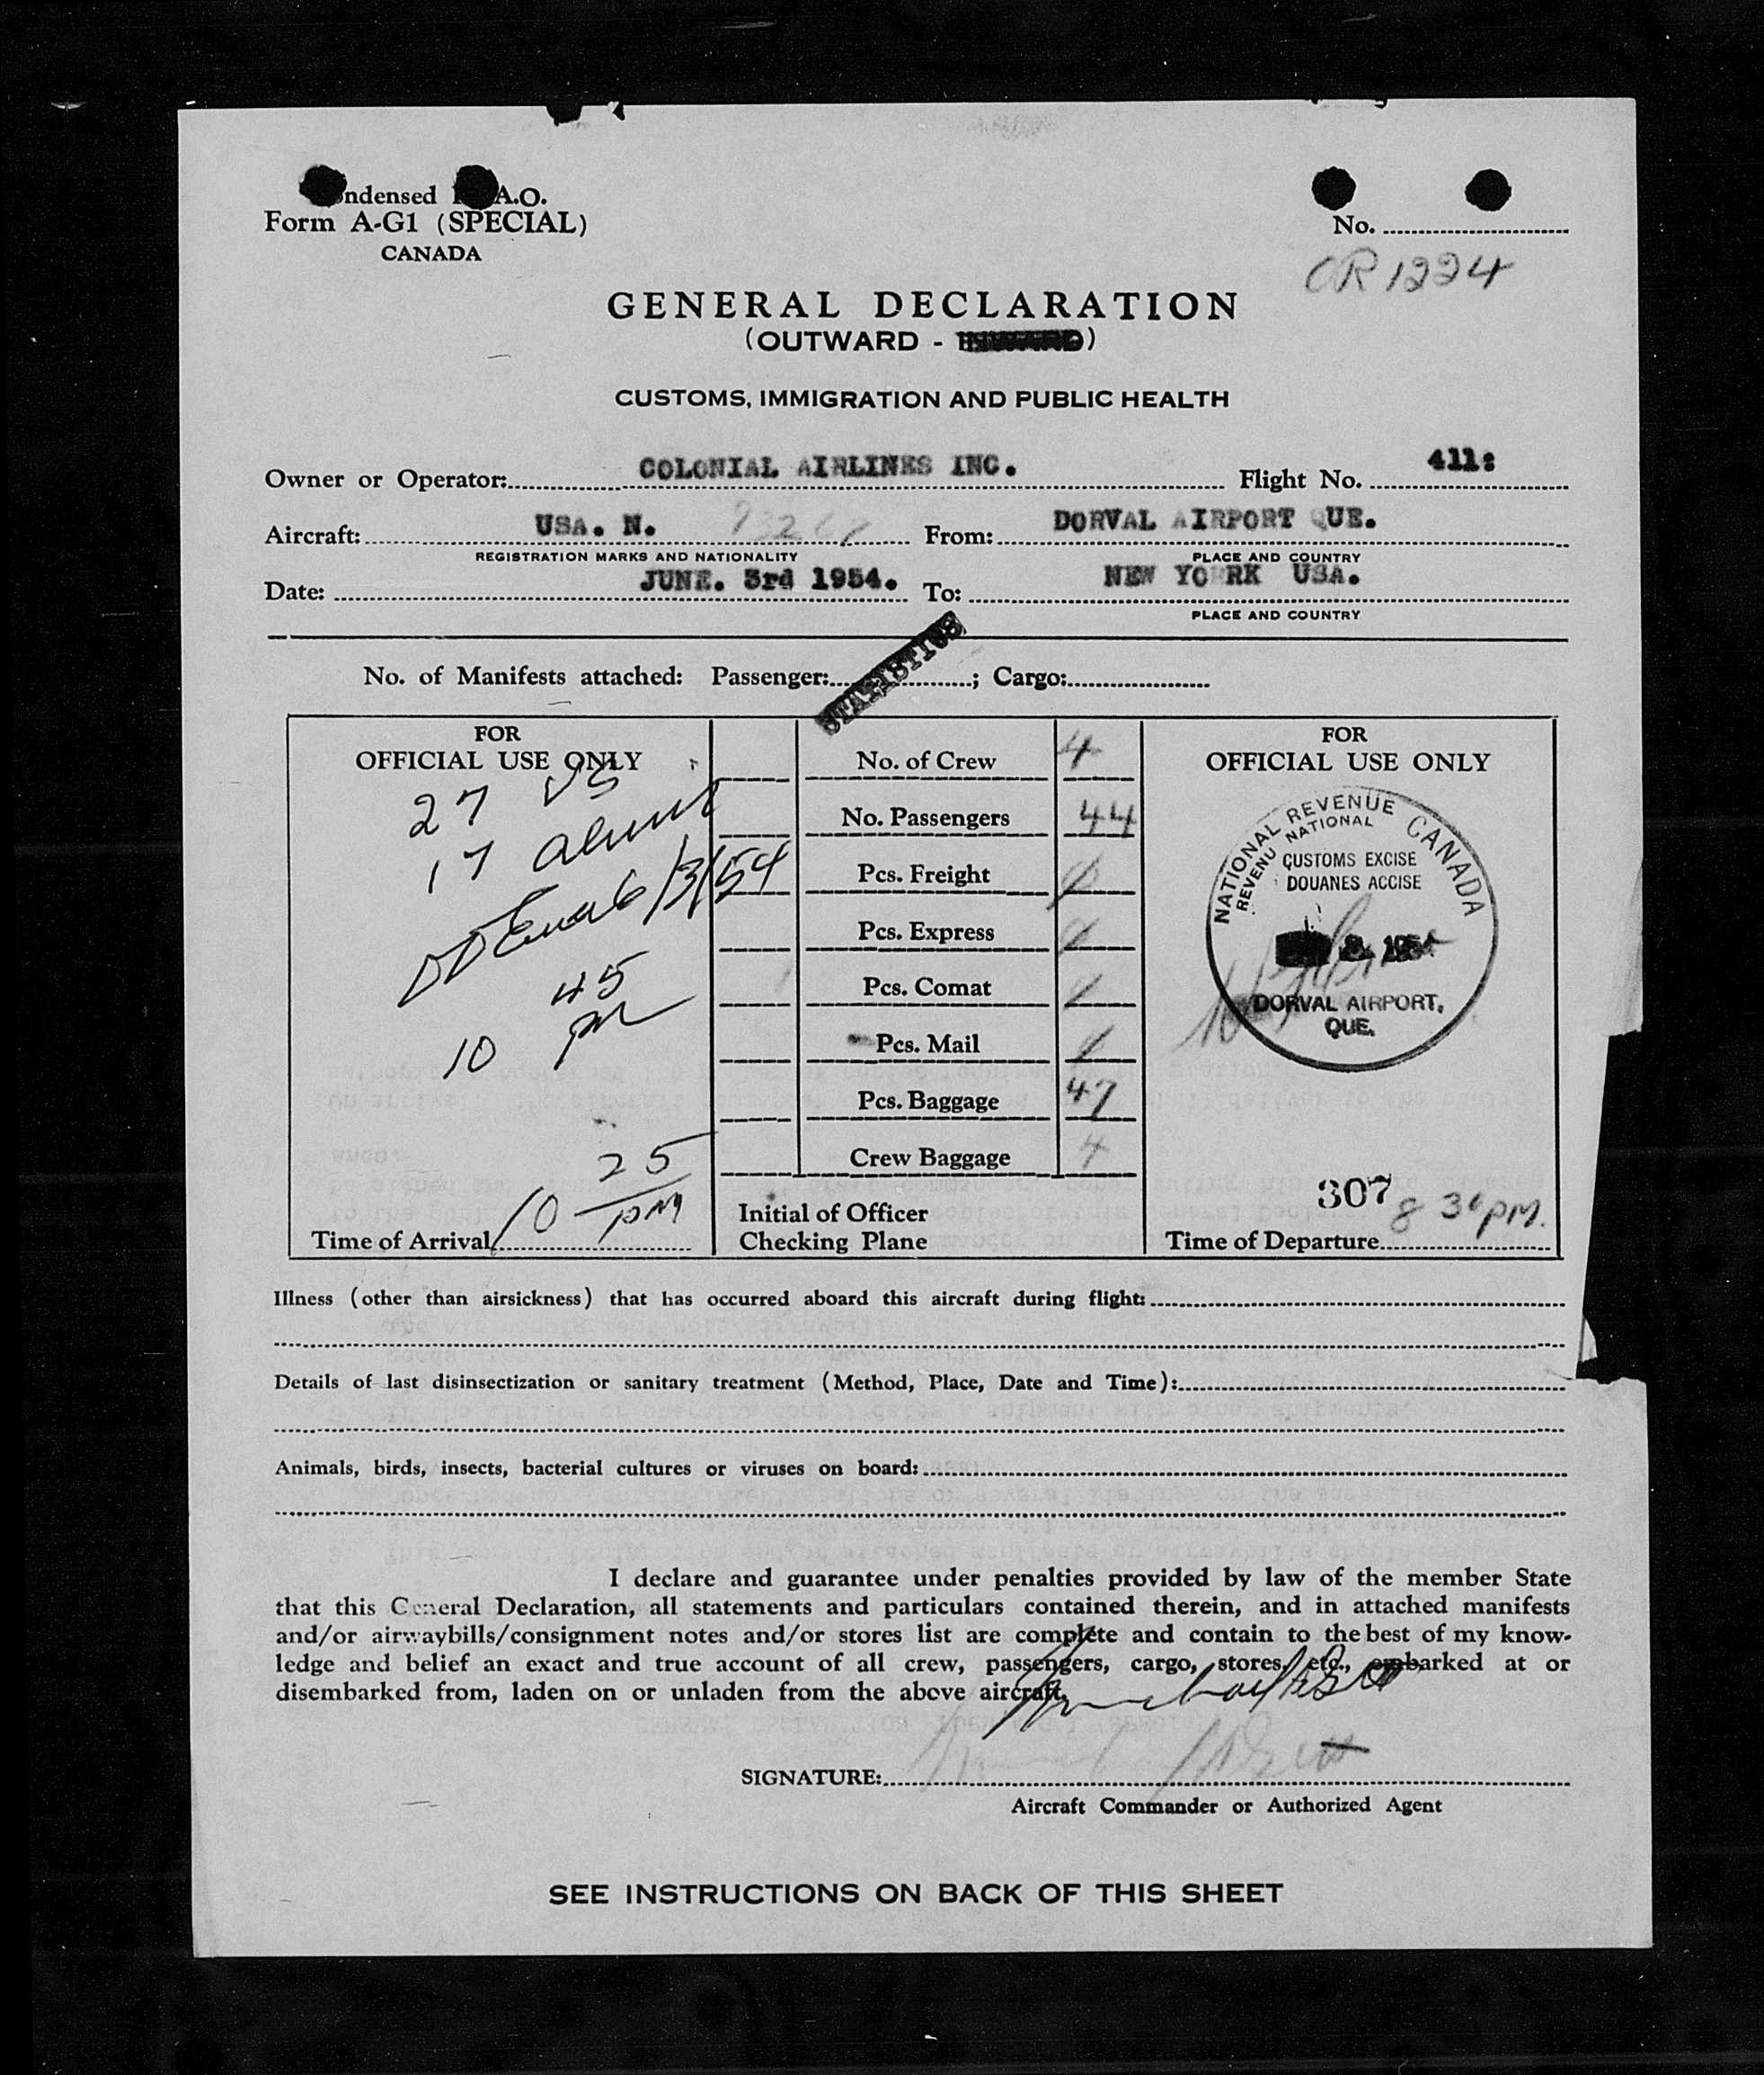 ndensed A.O.
Form A-G1 (SPECIAL)
CANADA
No.
CR 1224
GENERAL DECLARATION
(OUTWARD - INWARD)
CUSTOMS, IMMIGRATION AND PUBLIC HEALTH
Owner or Operator: COLONIAL AIRLINES INC. Flight No. 411:
Aircraft: USA. N. From: DORVAL AIRPORT QUE.
REGISTRATION MARKS AND NATIONALITY PLACE AND COUNTRY
Date: JUNE. 3rd 1954. To: NEW YO RK USA.
PLACE AND COUNTRY
STATISTICS
No. of Manifests attached: Passenger: ; Cargo:
FOR
OFFICIAL USE ONLY
27 US
17 aliens
6/3/54
10 45 pm
10 25 pm
Time of Arrival
No. of Crew 4
No. Passengers 44
Pcs. Freight
Pcs. Express
Pcs. Comat
Pcs. Mail
Pcs. Baggage 47
Crew Baggage 4
Initial of Officer
Checking Plane
FOR
OFFICIAL USE ONLY
NATIONAL REVENUE CANADA
REVENU NATIONAL
CUSTOMS EXCISE
DOUANES ACCISE
DORVAL AIRPORT,
QUE.
307
8 30 PM.
Time of Departure
Illness (other than airsickness) that has occurred aboard this aircraft during flight:
Details of last disinsectization or sanitary treatment (Method, Place, Date and Time):
Animals, birds, insects, bacterial cultures or viruses on board:
I declare and guarantee under penalties provided by law of the member State
that this General Declaration, all statements and particulars contained therein, and in attached manifests
and/or airwaybills/consignment notes and/or stores list are complete and contain to the best of my know-
ledge and belief an exact and true account of all crew, passengers, cargo, stores, etc., embarked at or
disembarked from, laden on or unladen from the above aircraft.
SIGNATURE:
Aircraft Commander or Authorized Agent
SEE INSTRUCTIONS ON BACK OF THIS SHEET